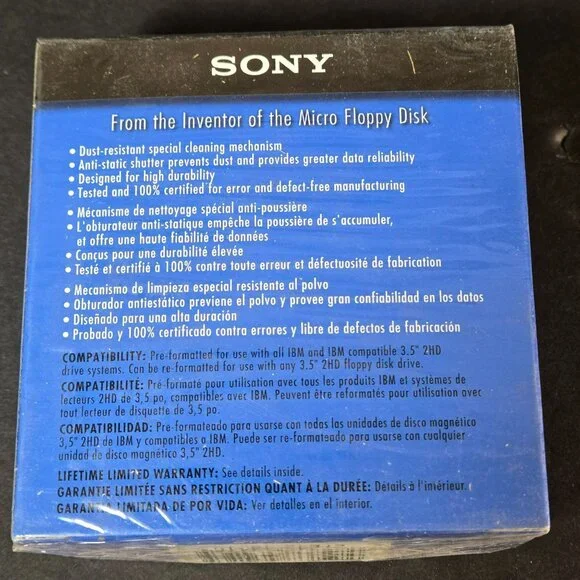 SONY
From the Inventor of the Micro Floppy Disk
• Dust-resistant special cleaning mechanism
• Anti-static shutter prevents dust and provides greater data reliability
• Designed for high durability
• Tested and 100% certified for error and defect-free manufacturing
• Mécanisme de nettoyage spécial anti-poussière
• L'obturateur anti-statique empêche la poussière de s'accumuler,
et offre une haute fiabilité de données
• Conçus pour une durabilité élevée
• Testé et certifié à 100% contre toute erreur et défectuosité de fabrication
• Mecanismo de limpieza especial resistente al polvo
• Obturador antiestático previene el polvo y provee gran confiabilidad en los datos
• Diseñado para una alta duración
• Probado y 100% certificado contra errores y libre de defectos de fabricación
COMPATIBILITY: Pre-formatted for use with all IBM and IBM compatible 3.5" 2HD
drive systems. Can be re-formatted for use with any 3.5" 2HD floppy disk drive.
COMPATIBILITÉ: Pré-formaté pour utilisation avec tous les produits IBM et systèmes de
lecteurs 2HD de 3,5 po, compatibles avec IBM. Peuvent être reformatés pour utilisation avec
tout lecteur de disquette de 3,5 po.
COMPATIBILIDAD: Pre-formateado para usarse con todas las unidades de disco magnético
3,5" 2HD de IBM y compatibles a IBM. Puede ser re-formateado para usarse con cualquier
unidad de disco magnético 3,5" 2HD.
LIFETIME LIMITED WARRANTY: See details inside.
GARANTIE LIMITÉE SANS RESTRICTION QUANT À LA DURÉE: Détails à l'intérieur.
GARANTIA LIMITADA DE POR VIDA: Ver detalles en el interior.